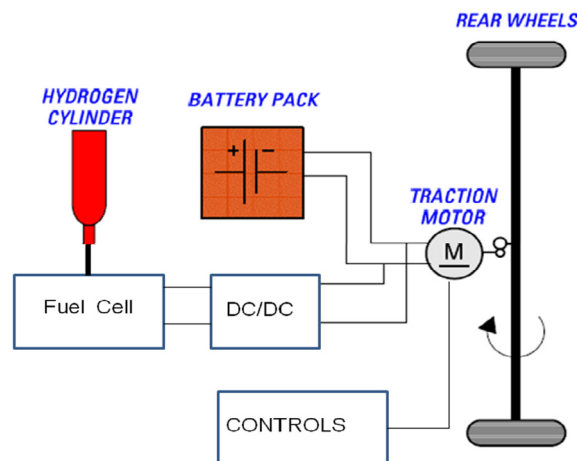 REAR WHEELS
HYDROGEN
CYLINDER
BATTERY PACK
+ −
TRACTION
MOTOR
M
Fuel Cell
DC/DC
CONTROLS